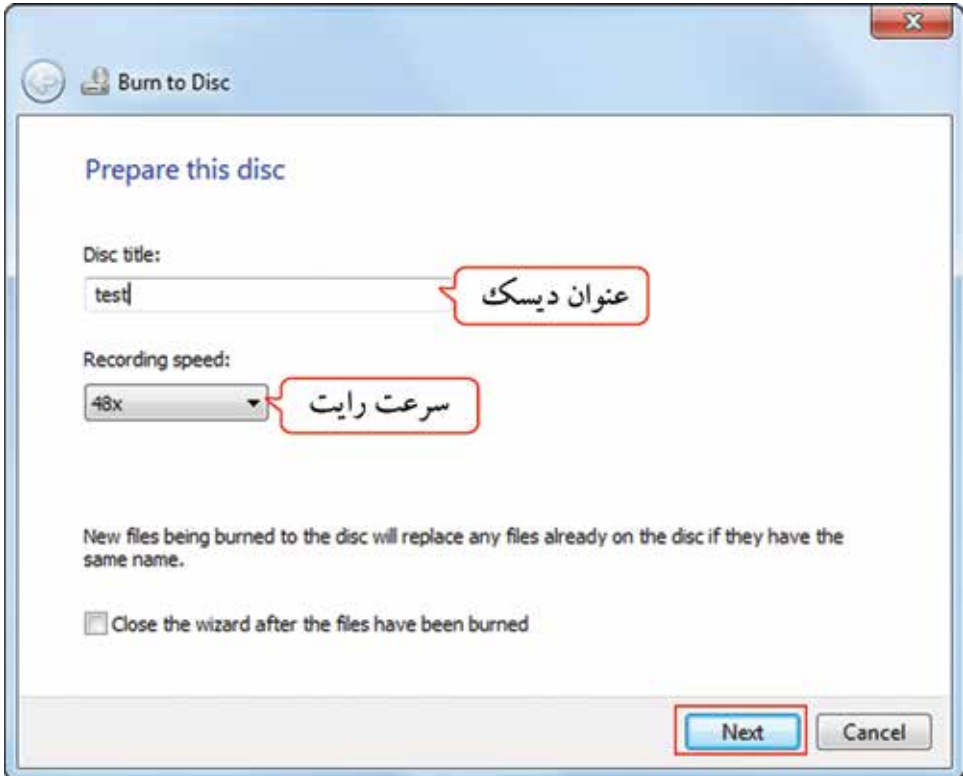 Burn to Disc
Prepare this disc
Disc title:
test
عنوان دیسک
Recording speed:
48x
سرعت رایت
New files being burned to the disc will replace any files already on the disc if they have the
same name.
Close the wizard after the files have been burned
Next
Cancel